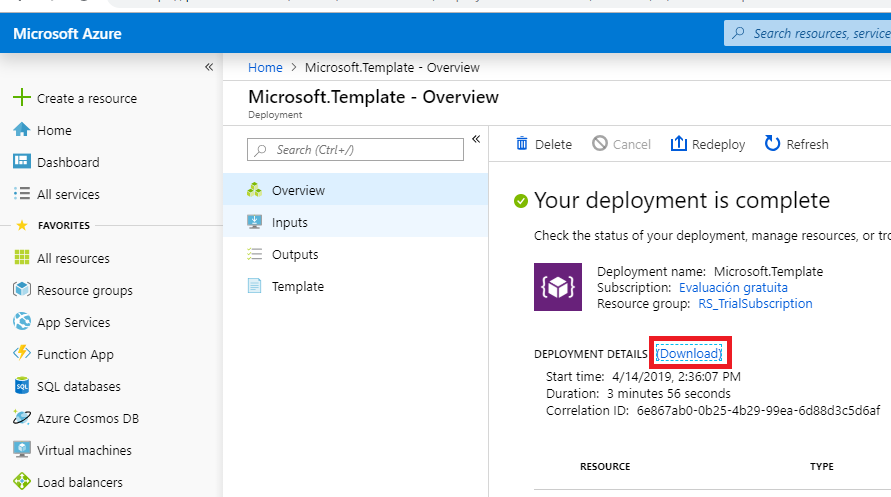 Microsoft Azure
Search resources, service
«
Home > Microsoft.Template - Overview
Create a resource
Home
Dashboard
All services
FAVORITES
All resources
Resource groups
App Services
Function App
SQL databases
Azure Cosmos DB
Virtual machines
Load balancers
Microsoft.Template - Overview
Deployment
Search (Ctrl+/)
«
Overview
Inputs
Outputs
Template
Delete Cancel Redeploy Refresh
Your deployment is complete
Check the status of your deployment, manage resources, or tro
Deployment name: Microsoft.Template
Subscription: Evaluación gratuita
Resource group: RS_TrialSubscription
DEPLOYMENT DETAILS (Download)
Start time: 4/14/2019, 2:36:07 PM
Duration: 3 minutes 56 seconds
Correlation ID: 6e867ab0-0b25-4b29-99ea-6d88d3c5d6af
RESOURCE TYPE